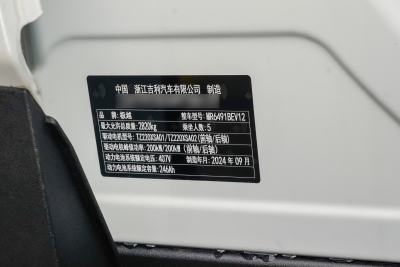 中国 浙江吉利汽车有限公司 制造
品牌:极越 整车型号:MR6491BEV12
最大允许总质量:2820kg 乘坐人数:5
驱动电机型号:TZ220XSA01/TZ220XSA02(前轴/后轴)
驱动电机峰值功率:200kW/200kW(前轴/后轴)
动力电池系统额定电压:407V 制造年月:2024年09月
动力电池系统额定容量:246Ah